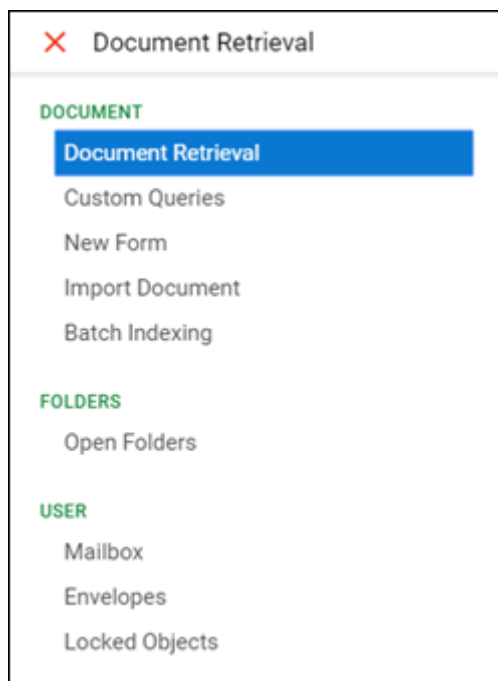 Document Retrieval
DOCUMENT
Document Retrieval
Custom Queries
New Form
Import Document
Batch Indexing
FOLDERS
Open Folders
USER
Mailbox
Envelopes
Locked Objects